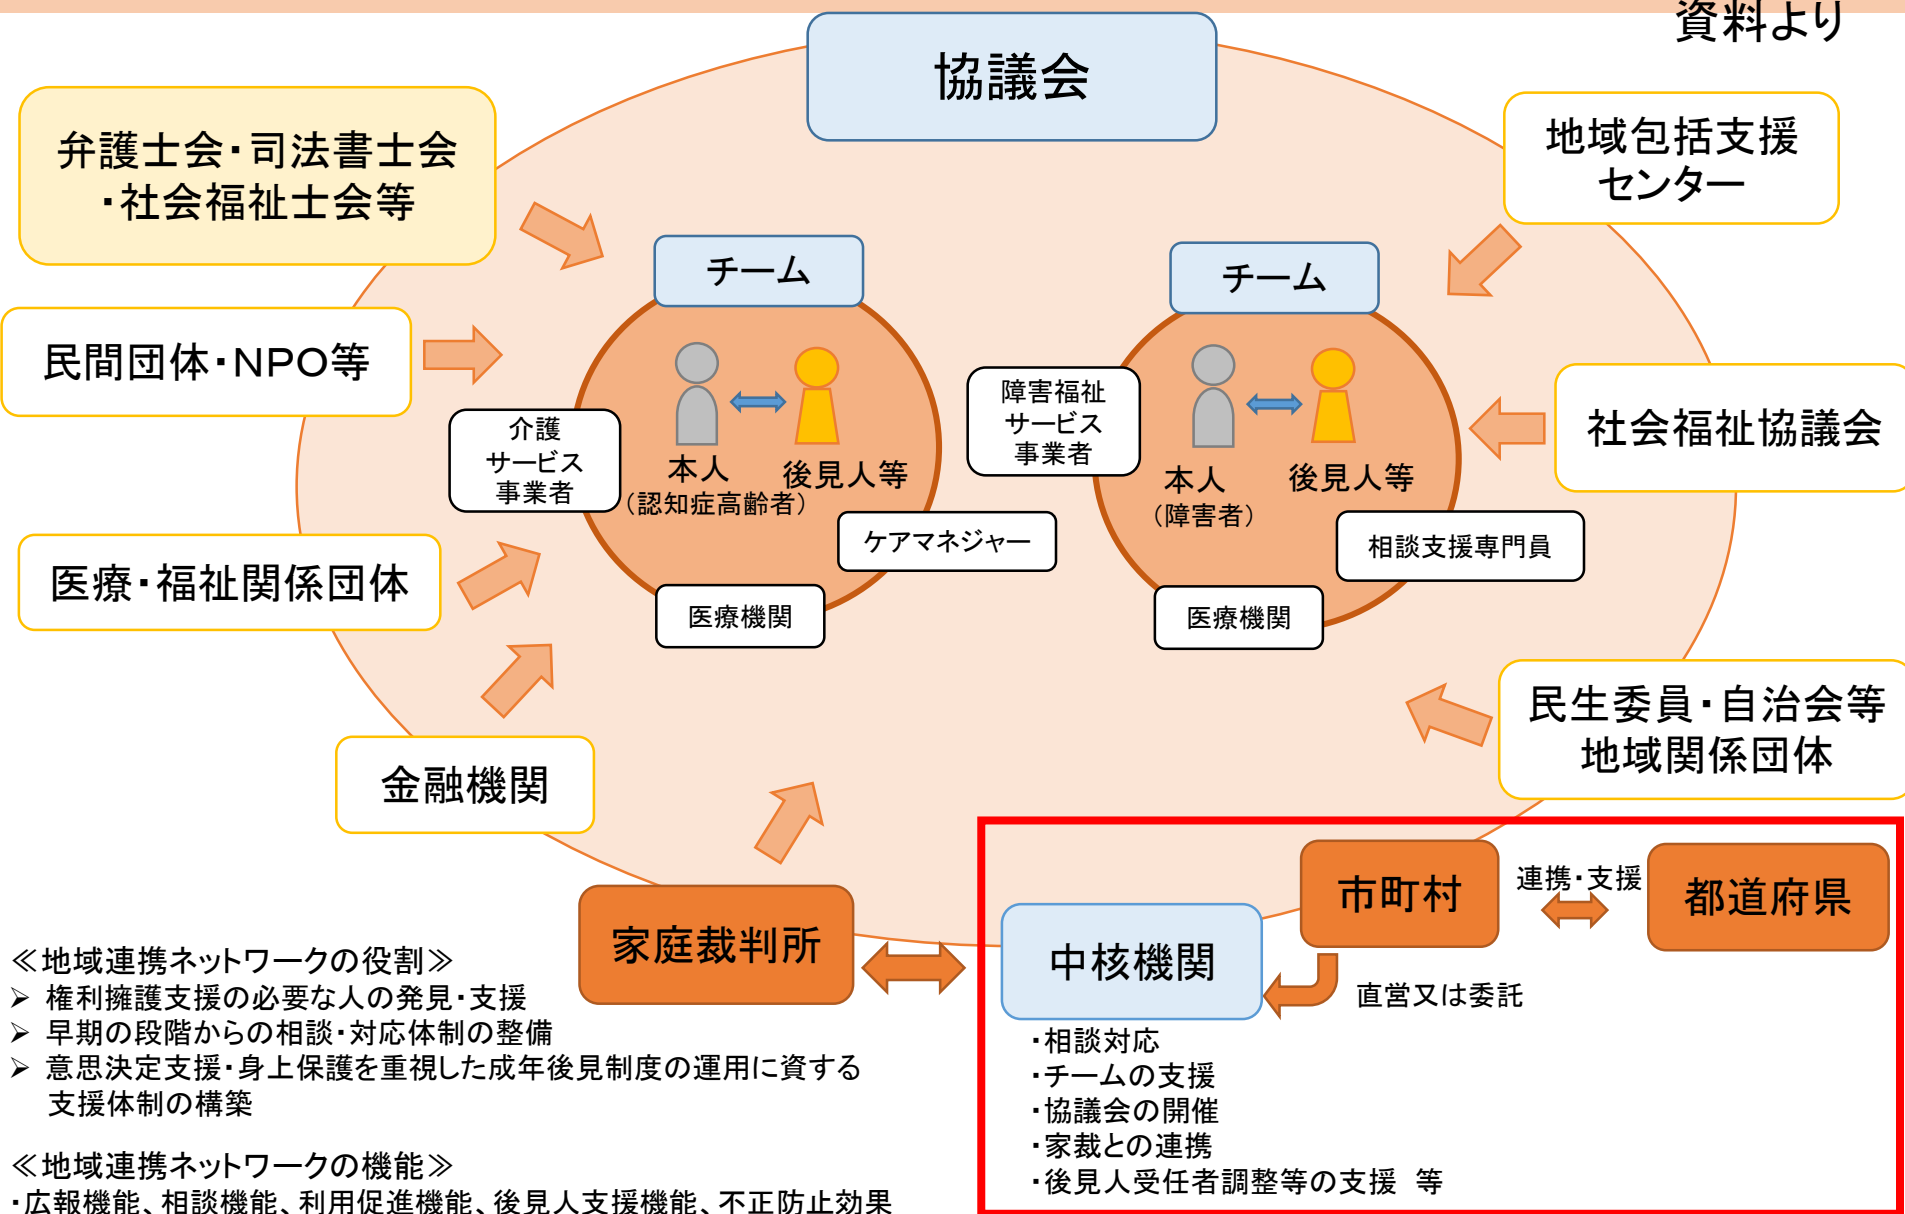 資料より
協議会
弁護士会・司法書士会
・社会福祉士会等
地域包括支援
センター
チーム
チーム
民間団体・NPO等
障害福祉
サービス
事業者
社会福祉協議会
介護
サービス
事業者
本人
(認知症高齢者)
後見人等
本人
(障害者)
後見人等
ケアマネジャー
相談支援専門員
医療・福祉関係団体
医療機関
医療機関
民生委員・自治会等
地域関係団体
金融機関
市町村
連携・支援
都道府県
家庭裁判所
中核機関
直営又は委託
・相談対応
・チームの支援
・協議会の開催
・家裁との連携
・後見人受任者調整等の支援 等
≪地域連携ネットワークの役割≫
➢ 権利擁護支援の必要な人の発見・支援
➢ 早期の段階からの相談・対応体制の整備
➢ 意思決定支援・身上保護を重視した成年後見制度の運用に資する
支援体制の構築
≪地域連携ネットワークの機能≫
・広報機能、相談機能、利用促進機能、後見人支援機能、不正防止効果